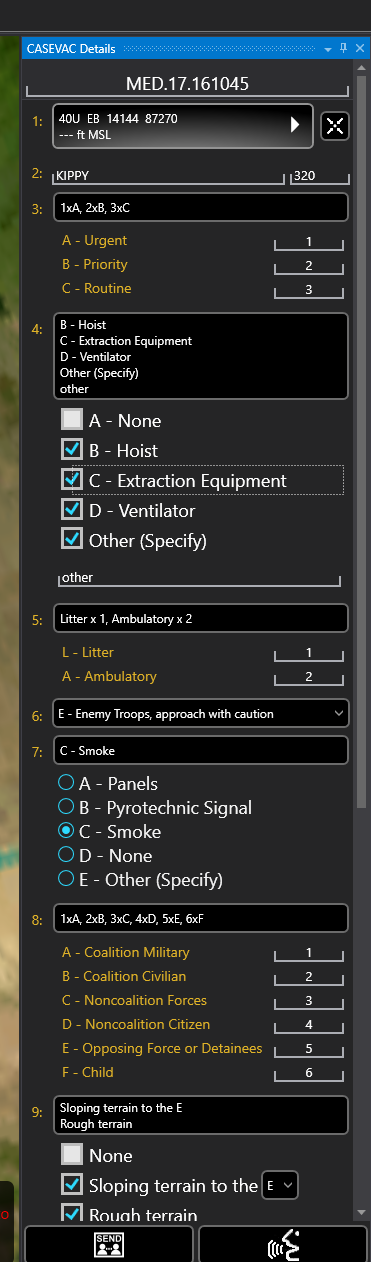 CASEVAC Details
MED.17.161045
1: 40U EB 14144 87270
--- ft MSL
2: KIPPY 320
3: 1xA, 2xB, 3xC
A - Urgent 1
B - Priority 2
C - Routine 3
4: B - Hoist
C - Extraction Equipment
D - Ventilator
Other (Specify)
other
A - None
B - Hoist
C - Extraction Equipment
D - Ventilator
Other (Specify)
other
5: Litter x 1, Ambulatory x 2
L - Litter 1
A - Ambulatory 2
6: E - Enemy Troops, approach with caution
7: C - Smoke
A - Panels
B - Pyrotechnic Signal
C - Smoke
D - None
E - Other (Specify)
8: 1xA, 2xB, 3xC, 4xD, 5xE, 6xF
A - Coalition Military 1
B - Coalition Civilian 2
C - Noncoalition Forces 3
D - Noncoalition Citizen 4
E - Opposing Force or Detainees 5
F - Child 6
9: Sloping terrain to the E
Rough terrain
None
Sloping terrain to the E
Rough terrain
SEND